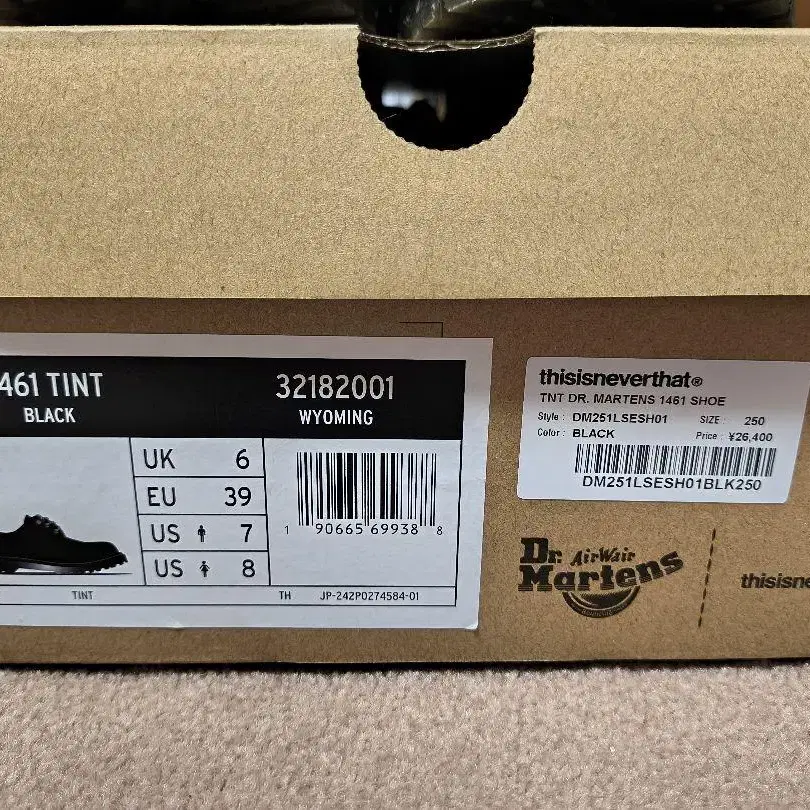 461 TINT
BLACK
32182001
WYOMING
UK 6
EU 39
US 7
US 8
1 90665 69938 8
TINT
TH JP-242P0274584-01
thisisneverthat®
TNT DR. MARTENS 1461 SHOE
Style : DM251LSESH01 SIZE : 250
Color : BLACK Price : ¥26,400
DM251LSESH01BLK250
Dr. AirWair
Martens
thisisne